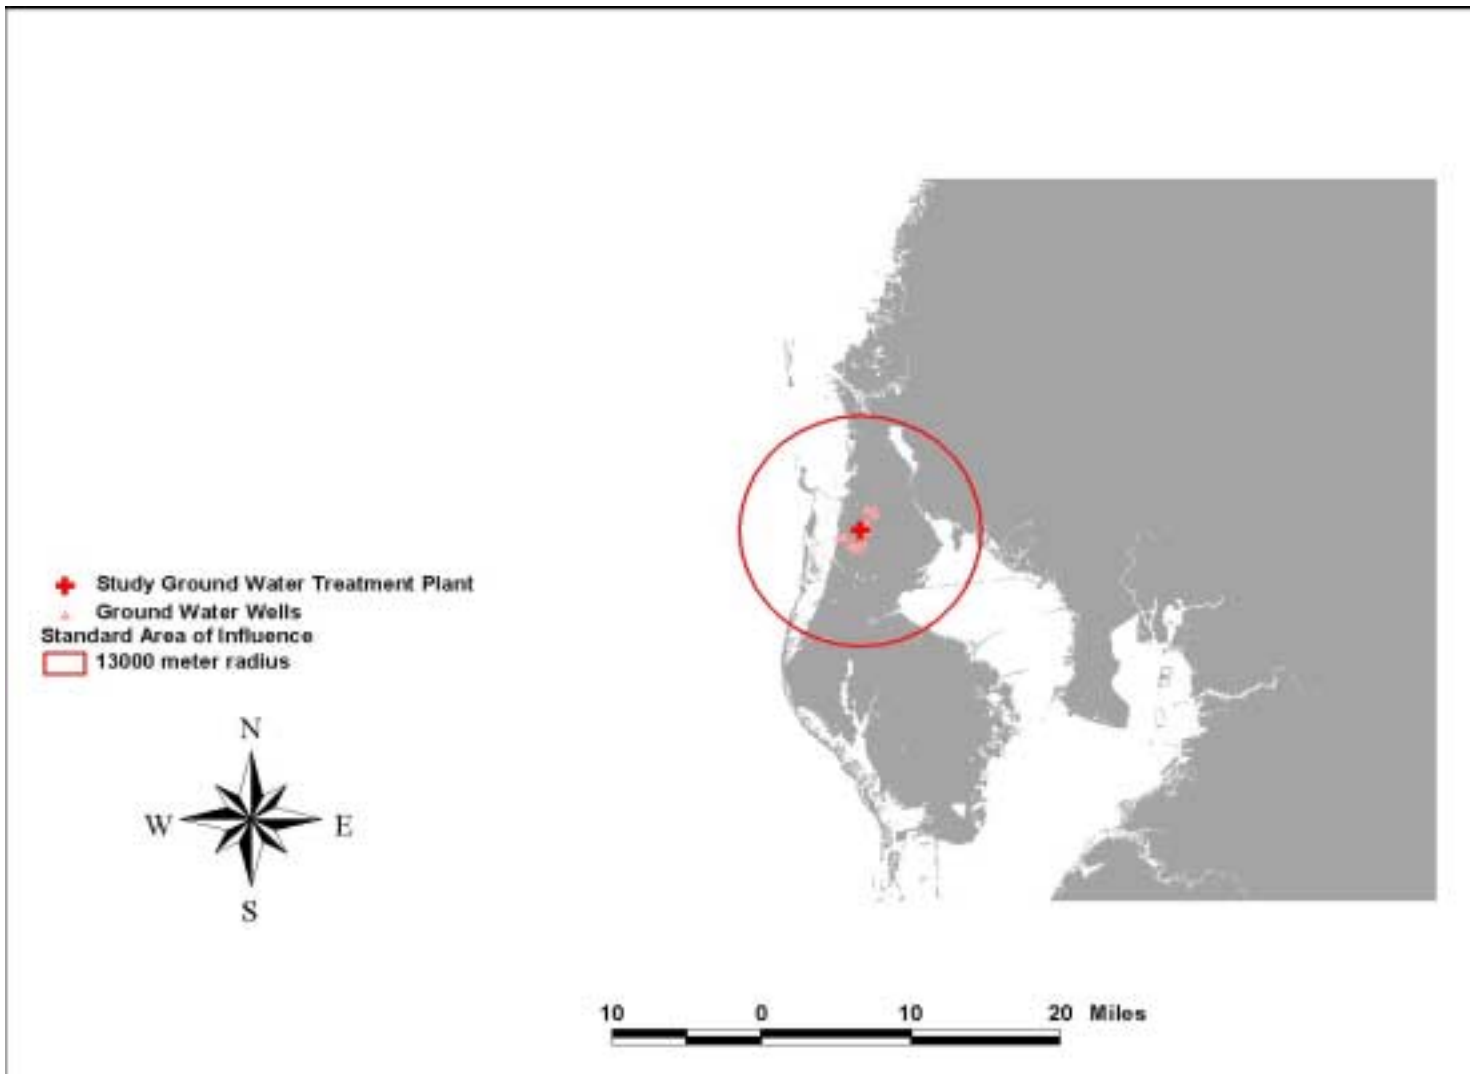 Study Ground Water Treatment Plant
Ground Water Wells
Standard Area of Influence
13000 meter radius
N
W E
S
10 0 10 20 Miles